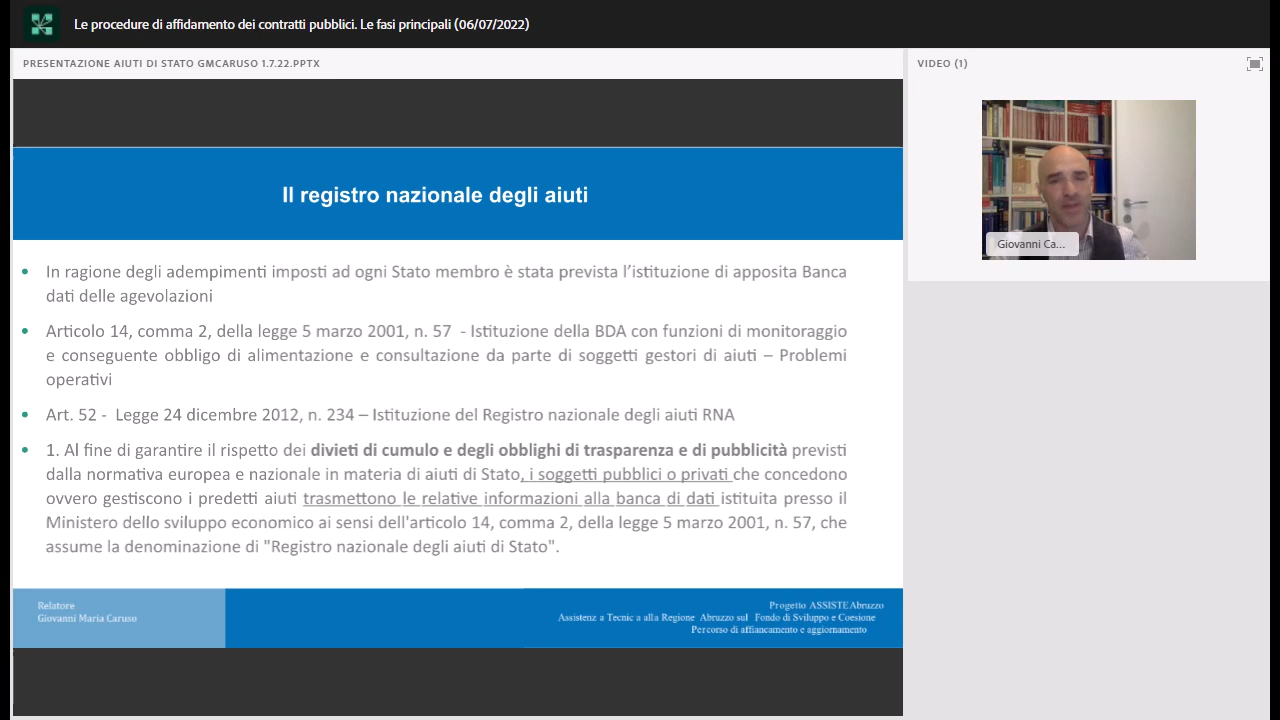 Le procedure di affidamento dei contratti pubblici. Le fasi principali (06/07/2022)
PRESENTAZIONE AIUTI DI STATO GMCARUSO 1.7.22.PPTX
VIDEO (1)
Il registro nazionale degli aiuti
• In ragione degli adempimenti imposti ad ogni Stato membro è stata prevista l'istituzione di apposita Banca
dati delle agevolazioni
• Articolo 14, comma 2, della legge 5 marzo 2001, n. 57 - Istituzione della BDA con funzioni di monitoraggio
e conseguente obbligo di alimentazione e consultazione da parte di soggetti gestori di aiuti – Problemi
operativi
• Art. 52 - Legge 24 dicembre 2012, n. 234 – Istituzione del Registro nazionale degli aiuti RNA
• 1. Al fine di garantire il rispetto dei divieti di cumulo e degli obblighi di trasparenza e di pubblicità previsti
dalla normativa europea e nazionale in materia di aiuti di Stato, i soggetti pubblici o privati che concedono
ovvero gestiscono i predetti aiuti trasmettono le relative informazioni alla banca di dati istituita presso il
Ministero dello sviluppo economico ai sensi dell'articolo 14, comma 2, della legge 5 marzo 2001, n. 57, che
assume la denominazione di "Registro nazionale degli aiuti di Stato".
Giovanni Ca...
Relatore
Giovanni Maria Caruso
Progetto ASSISTEAbruzzo
Assistenz a Tecnic a alla Regione Abruzzo sul Fondo di Sviluppo e Coesione
Percorso di affiancamento e aggiornamento